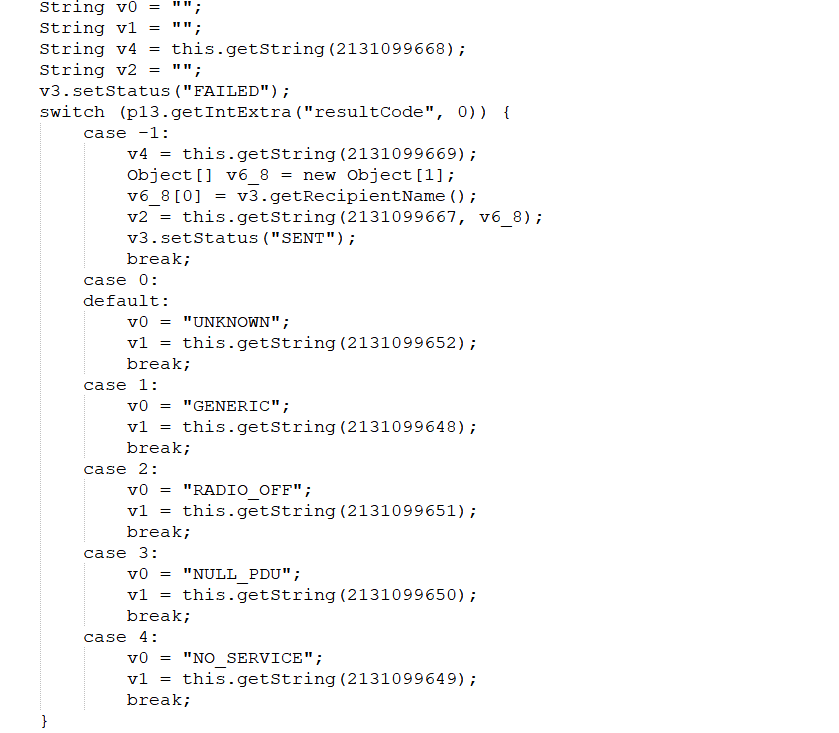 String v0 = "";
String v1 = "";
String v4 = this.getString(2131099668);
String v2 = "";
v3.setStatus("FAILED");
switch (p13.getIntExtra("resultCode", 0)) {
    case -1:
        v4 = this.getString(2131099669);
        Object[] v6_8 = new Object[1];
        v6_8[0] = v3.getRecipientName();
        v2 = this.getString(2131099667, v6_8);
        v3.setStatus("SENT");
        break;
    case 0:
    default:
        v0 = "UNKNOWN";
        v1 = this.getString(2131099652);
        break;
    case 1:
        v0 = "GENERIC";
        v1 = this.getString(2131099648);
        break;
    case 2:
        v0 = "RADIO_OFF";
        v1 = this.getString(2131099651);
        break;
    case 3:
        v0 = "NULL_PDU";
        v1 = this.getString(2131099650);
        break;
    case 4:
        v0 = "NO_SERVICE";
        v1 = this.getString(2131099649);
        break;
}